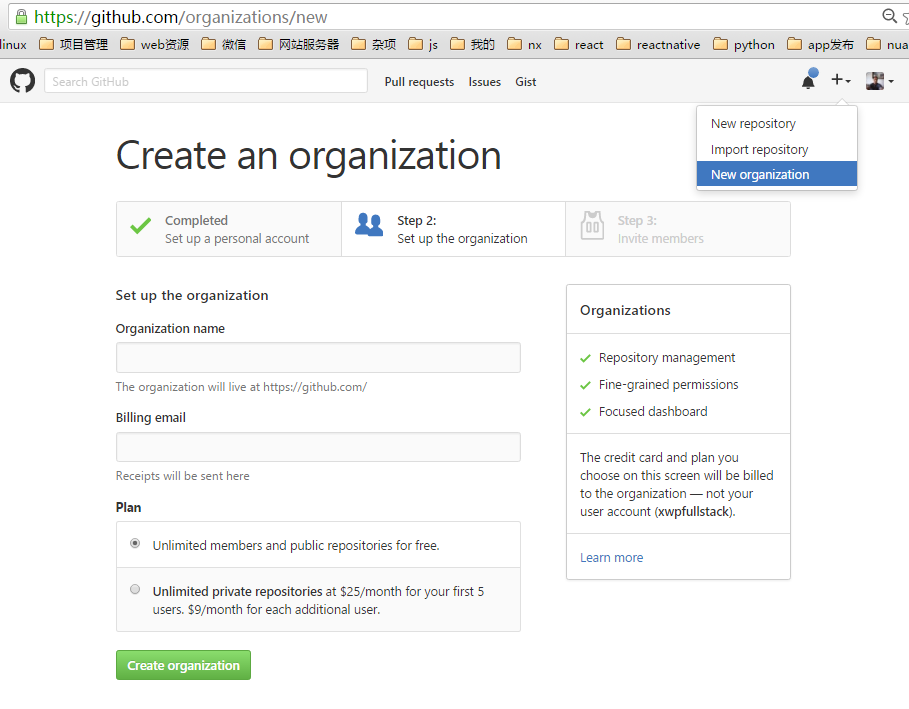 https://github.com/organizations/new
linux 项目管理 web资源 微信 网站服务器 杂项 js 我的 nx react reactnative python app发布 nua
Search GitHub Pull requests Issues Gist
New repository
Import repository
New organization
Create an organization
Completed
Set up a personal account
Step 2:
Set up the organization
Step 3:
Invite members
Set up the organization
Organization name
The organization will live at https://github.com/
Billing email
Receipts will be sent here
Plan
Unlimited members and public repositories for free.
Unlimited private repositories at $25/month for your first 5
users. $9/month for each additional user.
Create organization
Organizations
Repository management
Fine-grained permissions
Focused dashboard
The credit card and plan you
choose on this screen will be billed
to the organization — not your
user account (xwpfullstack).
Learn more